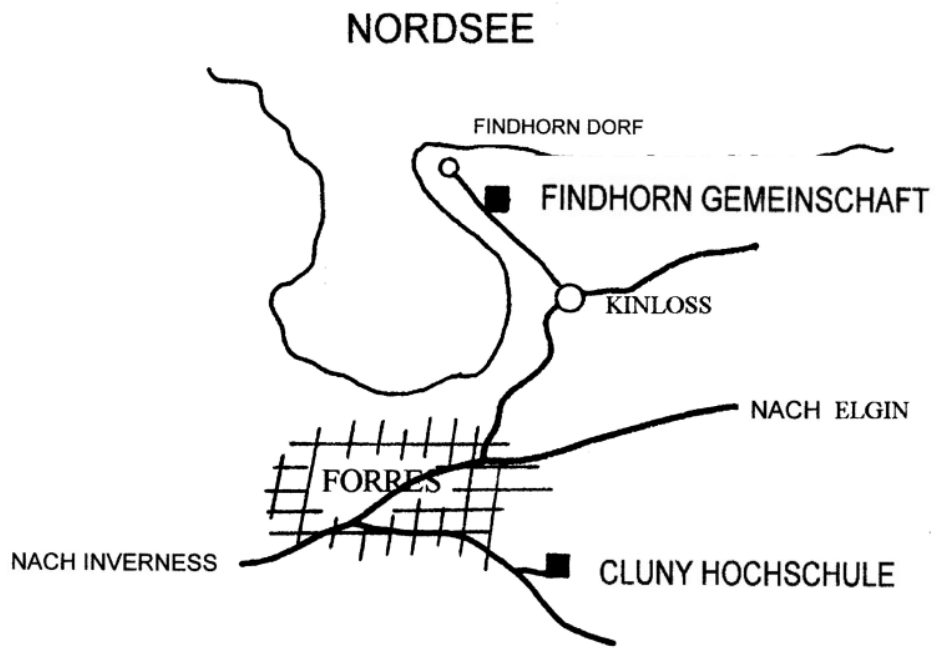 NORDSEE
FINDHORN DORF
FINDHORN GEMEINSCHAFT
KINLOSS
NACH ELGIN
FORRES
NACH INVERNESS
CLUNY HOCHSCHULE